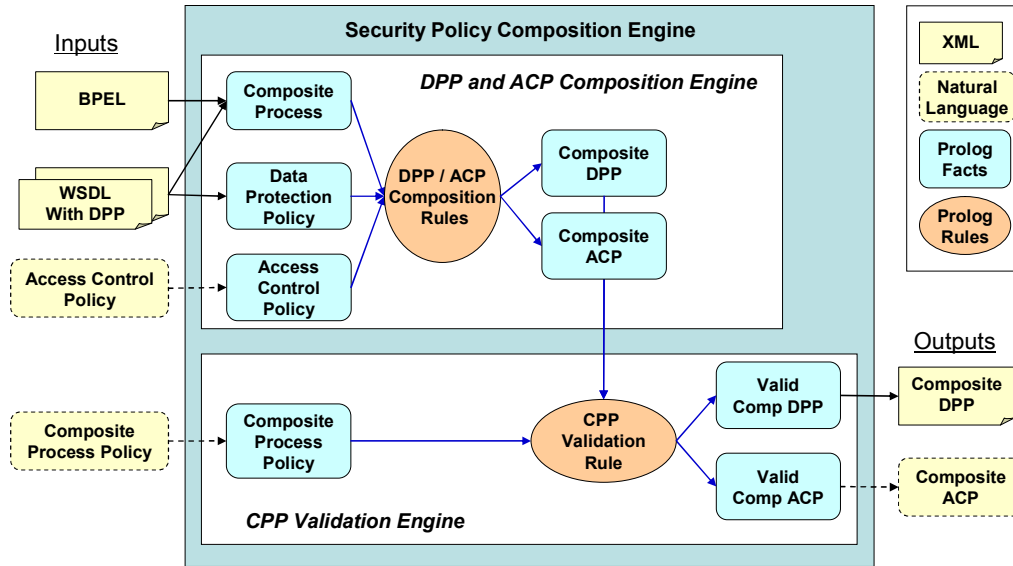 Inputs
BPEL
WSDL
With DPP
Access Control
Policy
Composite
Process Policy
Security Policy Composition Engine
DPP and ACP Composition Engine
Composite
Process
Data
Protection
Policy
Access
Control
Policy
DPP / ACP
Composition
Rules
Composite
DPP
Composite
ACP
Composite
Process
Policy
CPP
Validation
Rule
Valid
Comp DPP
Valid
Comp ACP
CPP Validation Engine
XML
Natural
Language
Prolog
Facts
Prolog
Rules
Outputs
Composite
DPP
Composite
ACP